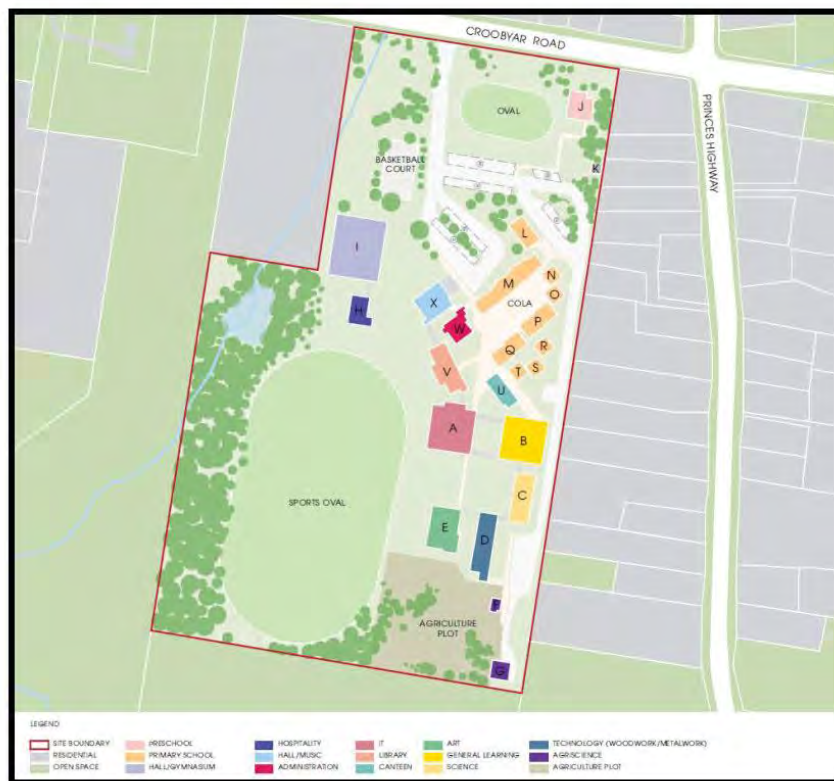 CROOBYAR ROAD
PRINCES HIGHWAY
OVAL
J
BASKETBALL
COURT
K
L
I
M
N
O
COLA
X
H
W
P
Q
R
S
T
V
U
A
B
C
SPORTS OVAL
E
D
F
AGRICULTURE
PLOT
G
LEGEND
SITE BOUNDARY
PRESCHOOL
HOSPITALITY
IT
ART
TECHNOLOGY (WOODWORK/METALWORK)
RESIDENTIAL
PRIMARY SCHOOL
HALL/MUSIC
LIBRARY
GENERAL LEARNING
AGRISCIENCE
OPEN SPACE
HALL/GYMNASIUM
ADMINISTRATION
CANTEEN
SCIENCE
AGRICULTURE PLOT